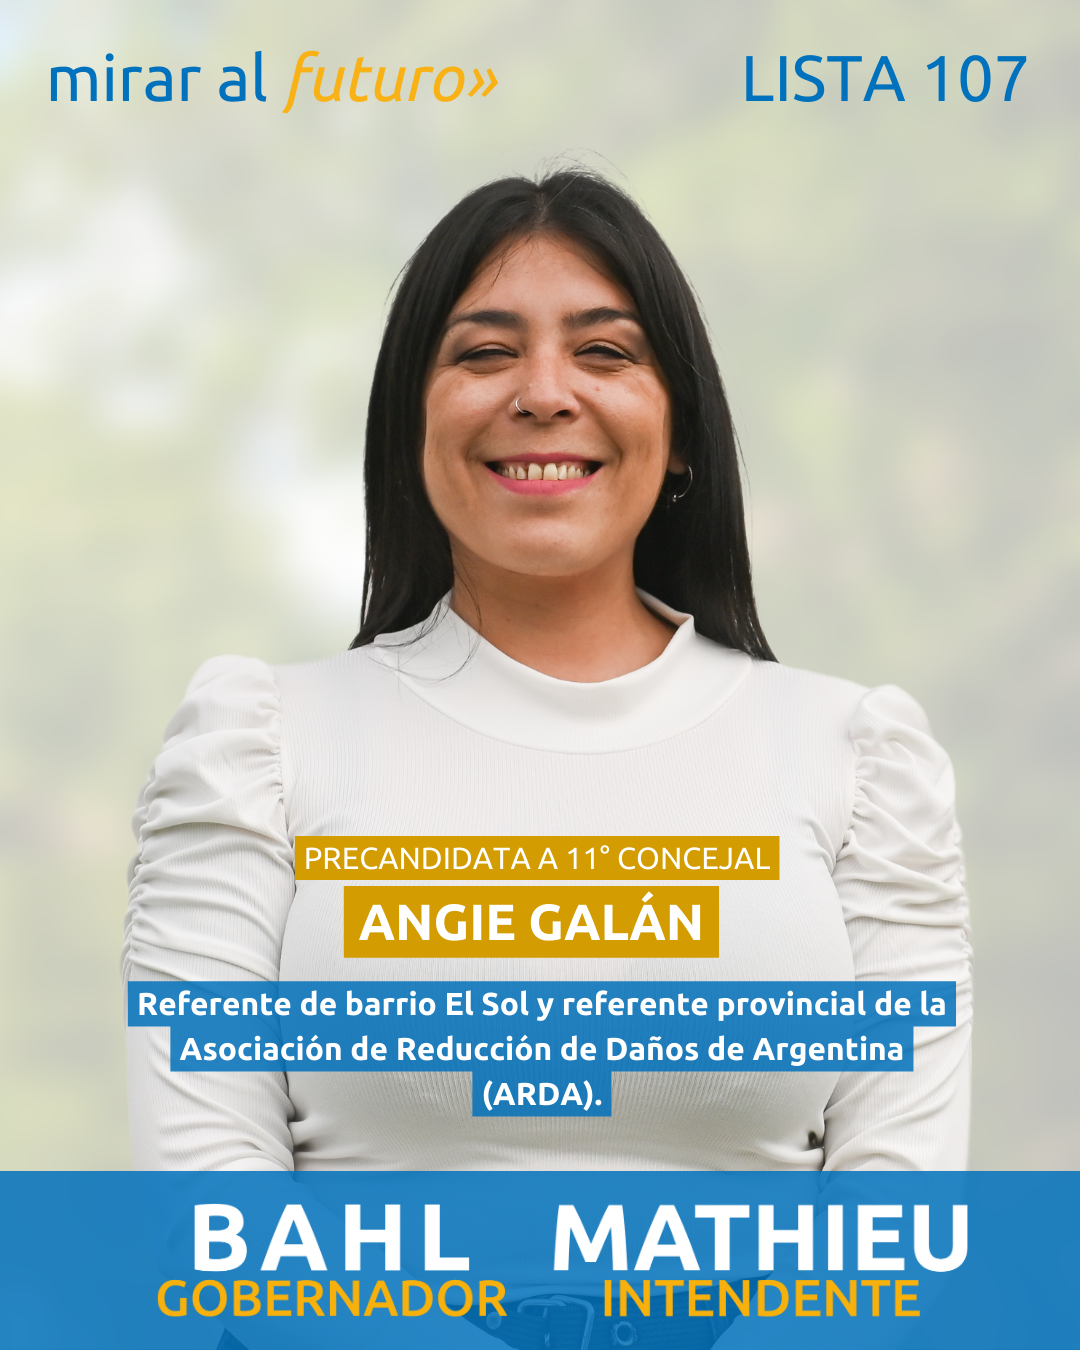 mirar al futuro»
LISTA 107
PRECANDIDATA A 11° CONCEJAL
ANGIE GALÁN
Referente de barrio El Sol y referente provincial de la
Asociación de Reducción de Daños de Argentina
(ARDA).
BAHL MATHIEU
GOBERNADOR INTENDENTE